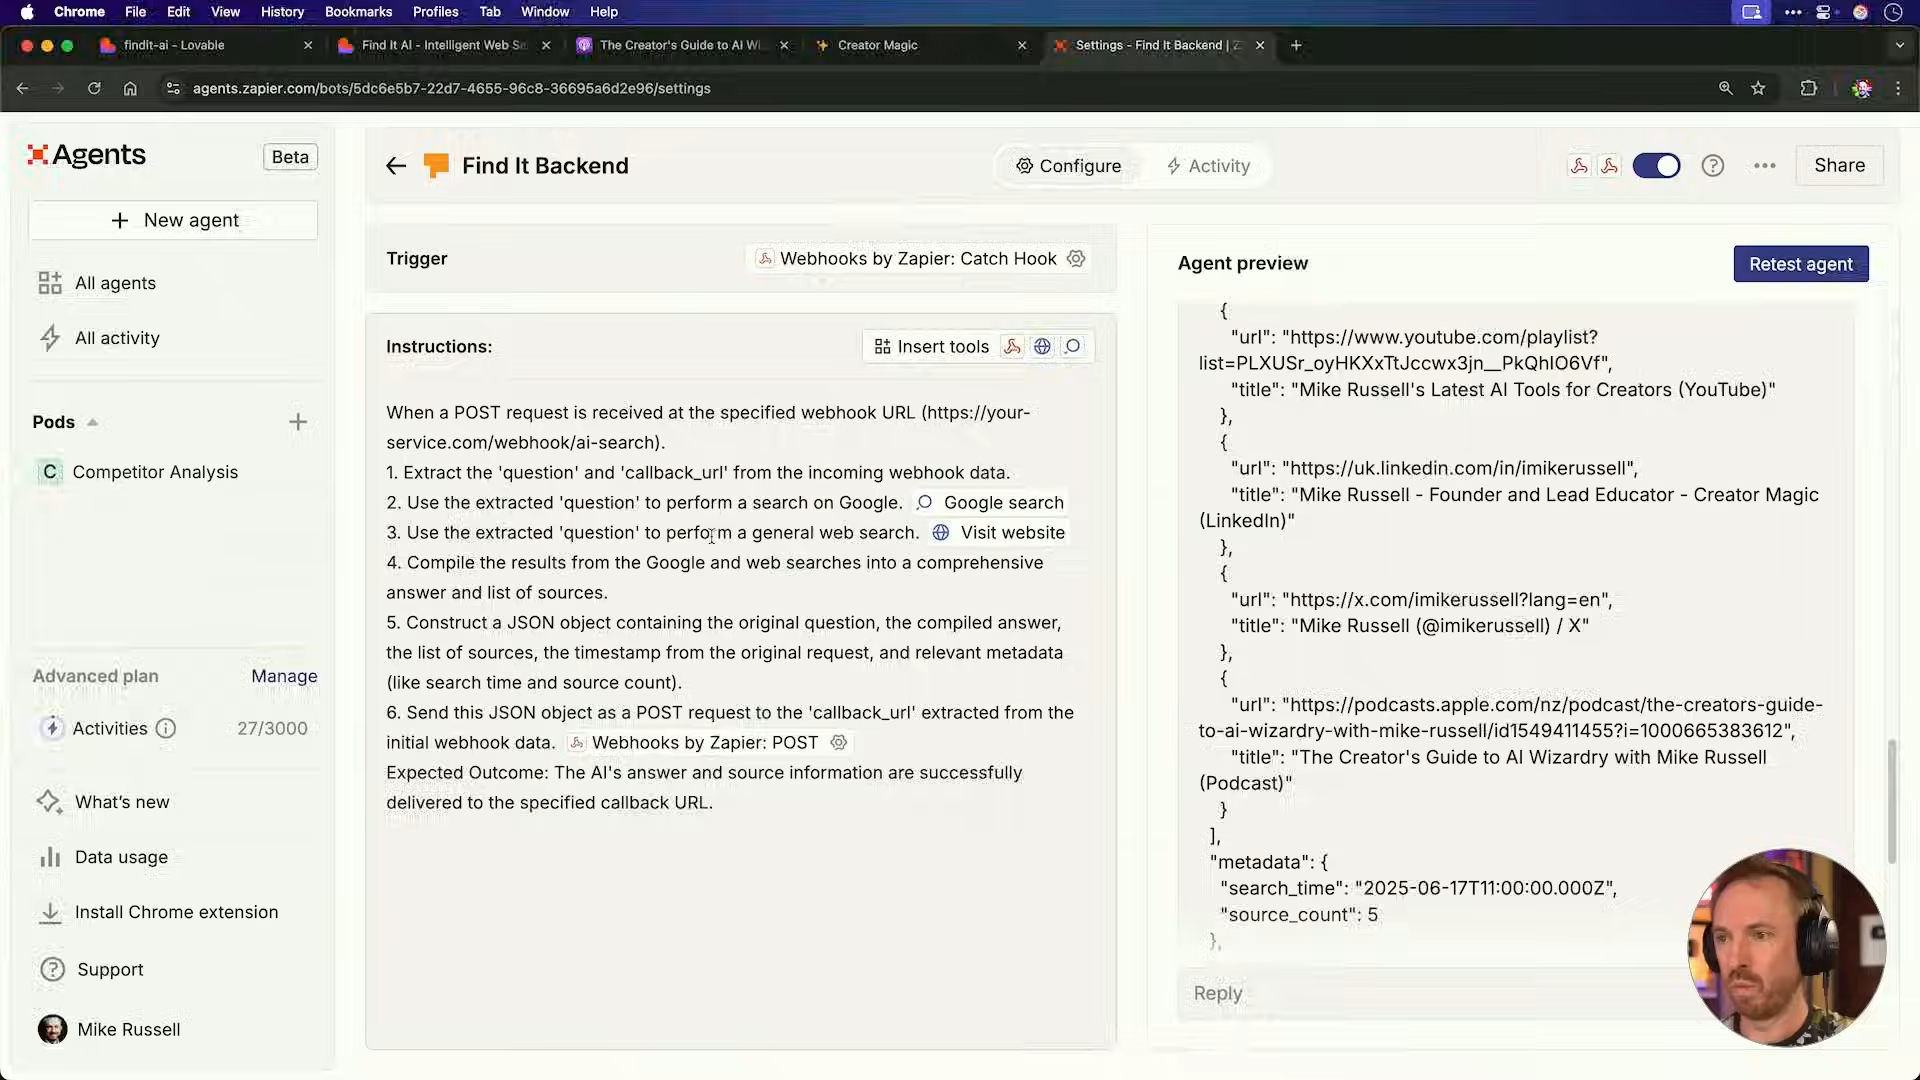 Chrome File Edit View History Bookmarks Profiles Tab Window Help
findIt-ai - Lovable
Find It AI - Intelligent Web Se
The Creator's Guide to AI Wi
Creator Magic
Settings - Find It Backend | Z
agents.zapier.com/bots/5dc6e5b7-22d7-4655-96c8-36695a6d2e96/settings
Agents
Beta
New agent
All agents
All activity
Pods
C Competitor Analysis
Advanced plan
Manage
Activities
27/3000
What's new
Data usage
Install Chrome extension
Support
Mike Russell
Find It Backend
Configure
Activity
Share
Trigger
Webhooks by Zapier: Catch Hook
Instructions:
Insert tools
When a POST request is received at the specified webhook URL (https://your-
service.com/webhook/ai-search).
1. Extract the 'question' and 'callback_url' from the incoming webhook data.
2. Use the extracted 'question' to perform a search on Google. Google search
3. Use the extracted 'question' to perform a general web search. Visit website
4. Compile the results from the Google and web searches into a comprehensive
answer and list of sources.
5. Construct a JSON object containing the original question, the compiled answer,
the list of sources, the timestamp from the original request, and relevant metadata
(like search time and source count).
6. Send this JSON object as a POST request to the 'callback_url' extracted from the
initial webhook data. Webhooks by Zapier: POST
Expected Outcome: The AI's answer and source information are successfully
delivered to the specified callback URL.
Agent preview
Retest agent
{
"url": "https://www.youtube.com/playlist?
list=PLXUSr_oyHKXxTtJccwx3jn__PkQhIO6Vf",
"title": "Mike Russell's Latest AI Tools for Creators (YouTube)"
},
{
"url": "https://uk.linkedin.com/in/imikerussell",
"title": "Mike Russell - Founder and Lead Educator - Creator Magic
(LinkedIn)"
},
{
"url": "https://x.com/imikerussell?lang=en",
"title": "Mike Russell (@imikerussell) / X"
},
{
"url": "https://podcasts.apple.com/nz/podcast/the-creators-guide-
to-ai-wizardry-with-mike-russell/id1549411455?i=1000665383612",
"title": "The Creator's Guide to AI Wizardry with Mike Russell
(Podcast)"
}
],
"metadata": {
"search_time": "2025-06-17T11:00:00.000Z",
"source_count": 5
},
Reply